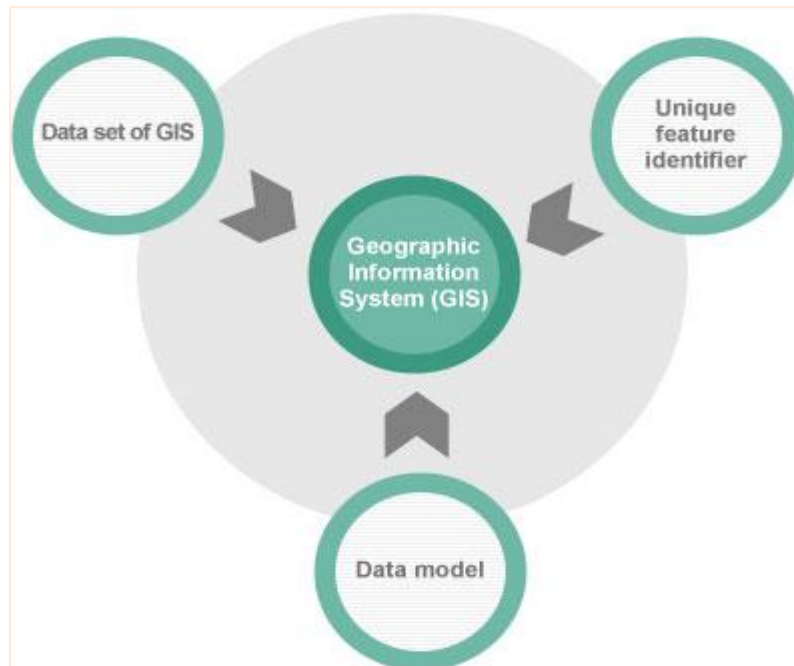 Data set of GIS
Unique
feature
identifier
Geographic
Information
System (GIS)
Data model